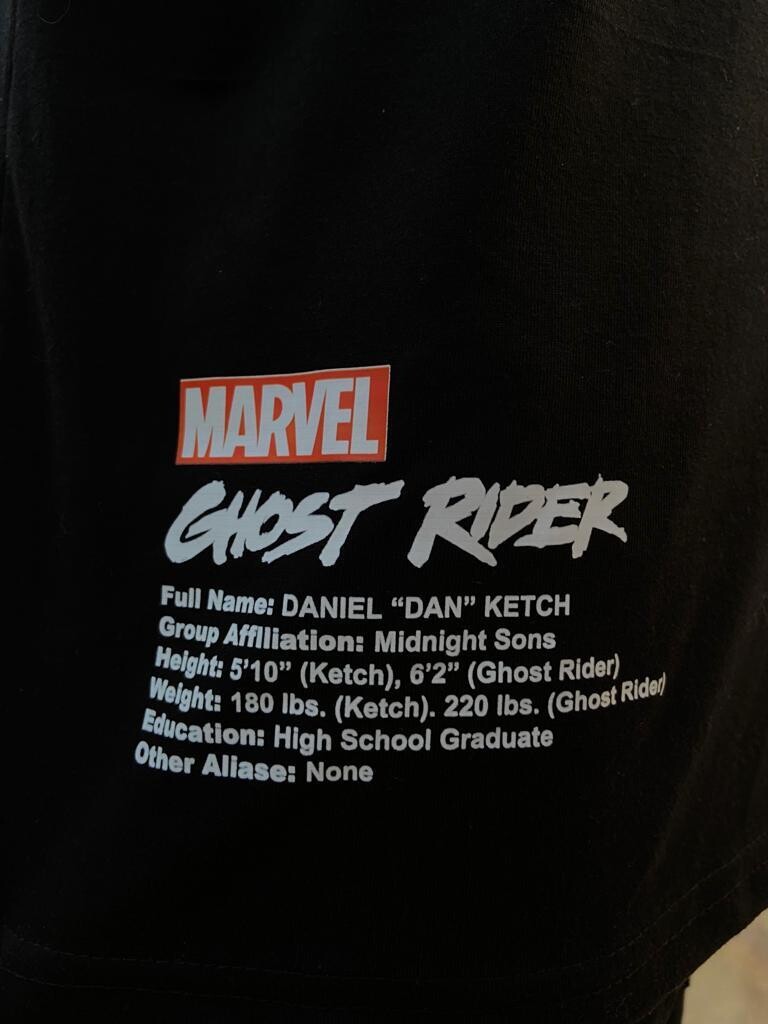 MARVEL
GHOST RIDER
Full Name: DANIEL “DAN” KETCH
Group Affiliation: Midnight Sons
Height: 5’10” (Ketch), 6’2” (Ghost Rider)
Weight: 180 lbs. (Ketch). 220 lbs. (Ghost Rider)
Education: High School Graduate
Other Aliase: None